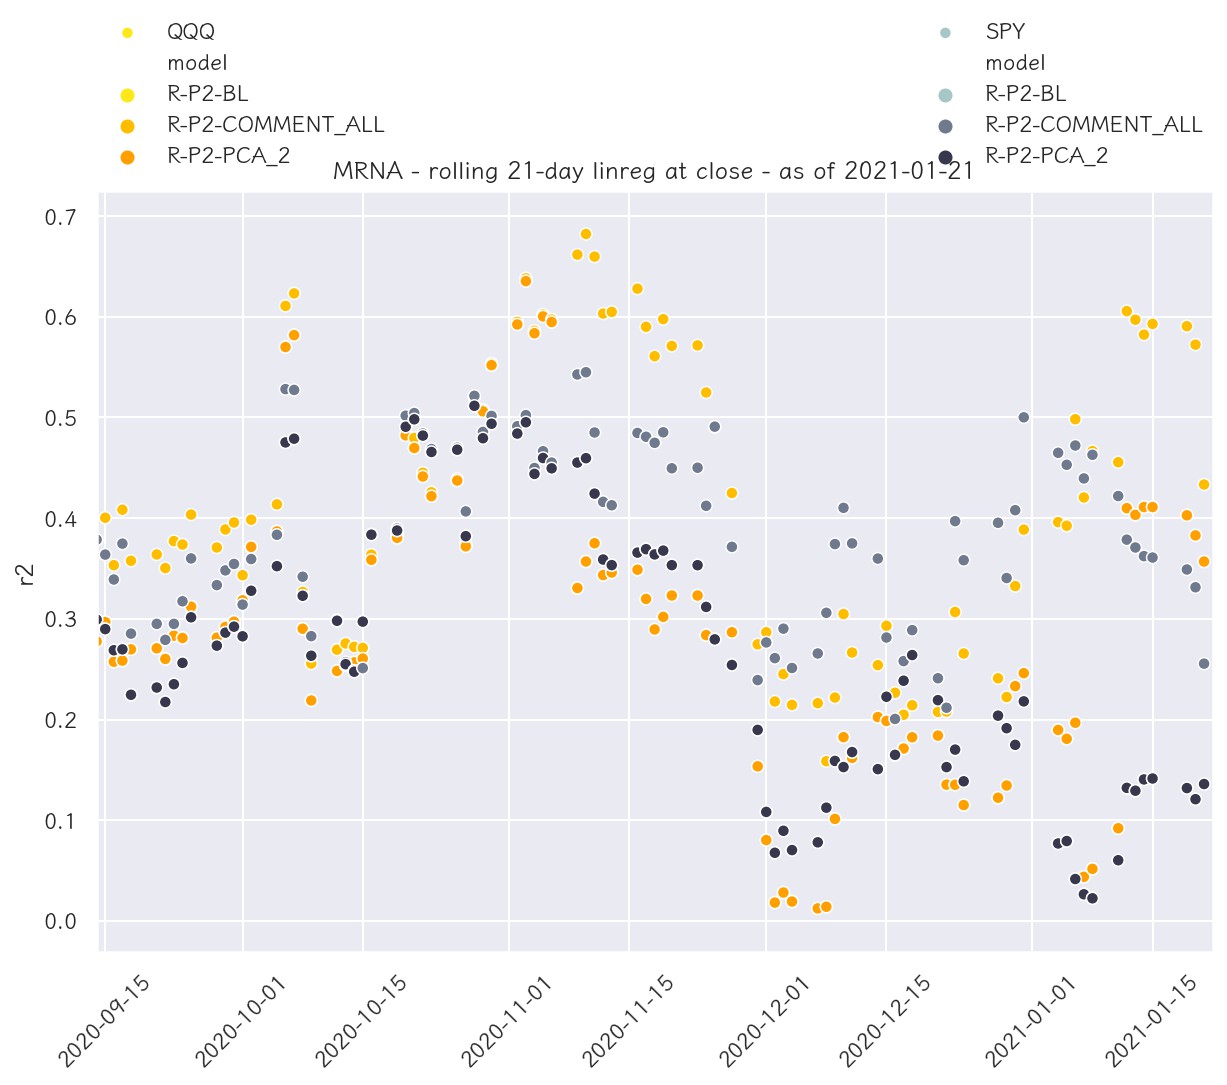 QQQ
model
R-P2-BL
R-P2-COMMENT_ALL
R-P2-PCA_2
SPY
model
R-P2-BL
R-P2-COMMENT_ALL
R-P2-PCA_2
MRNA - rolling 21-day linreg at close - as of 2021-01-21
0.7
0.6
0.5
0.4
0.3
0.2
0.1
0.0
r2
2020-09-15
2020-10-01
2020-10-15
2020-11-01
2020-11-15
2020-12-01
2020-12-15
2021-01-01
2021-01-15